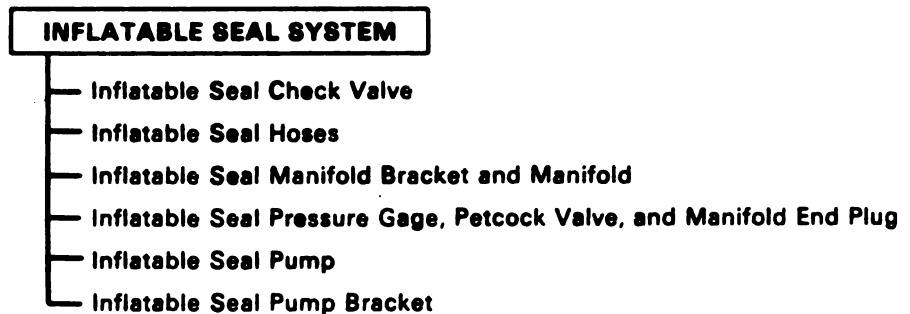 INFLATABLE SEAL SYSTEM
Inflatable Seal Check Valve
Inflatable Seal Hoses
Inflatable Seal Manifold Bracket and Manifold
Inflatable Seal Pressure Gage, Petcock Valve, and Manifold End Plug
Inflatable Seal Pump
Inflatable Seal Pump Bracket